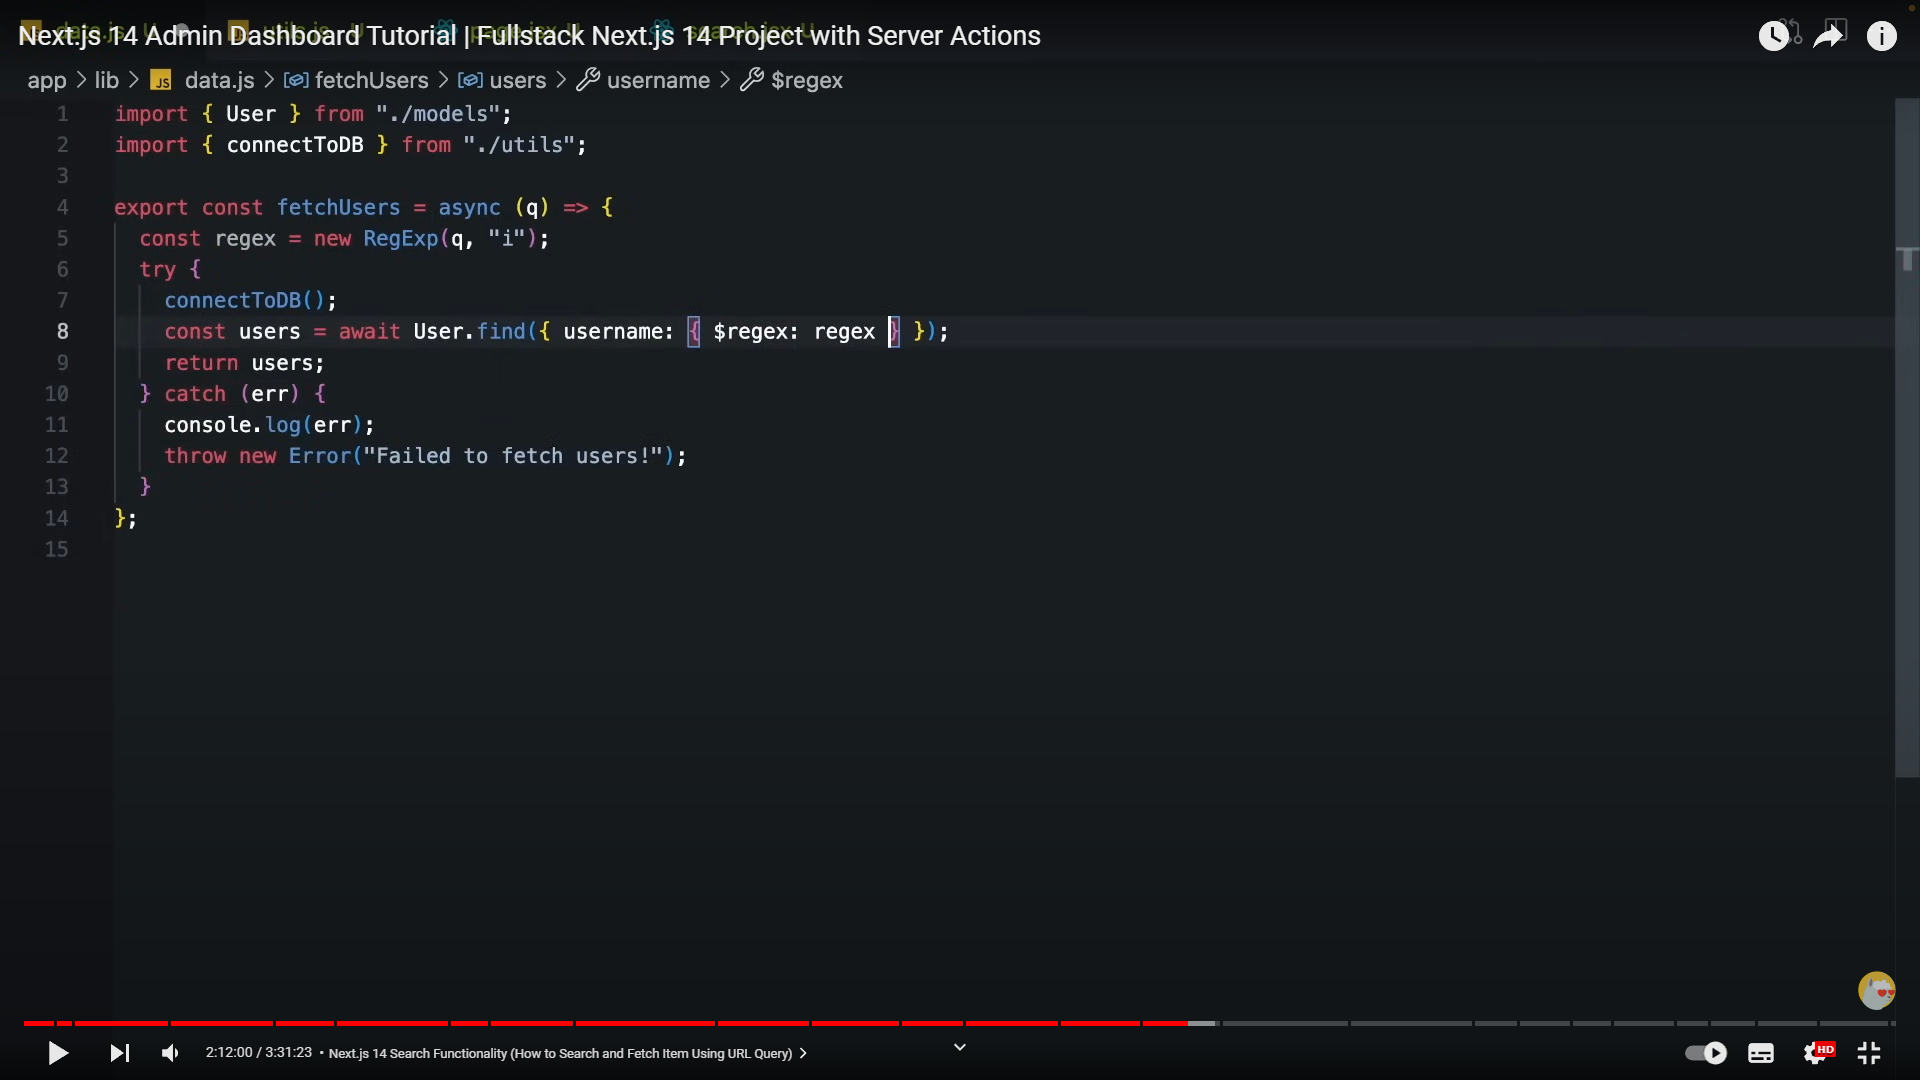 Next.js 14 Admin Dashboard Tutorial | Fullstack Next.js 14 Project with Server Actions
app > lib > JS data.js > fetchUsers > users > username > $regex
1 import { User } from "./models";
2 import { connectToDB } from "./utils";
3
4 export const fetchUsers = async (q) => {
5 const regex = new RegExp(q, "i");
6 try {
7 connectToDB();
8 const users = await User.find({ username: { $regex: regex } });
9 return users;
10 } catch (err) {
11 console.log(err);
12 throw new Error("Failed to fetch users!");
13 }
14 };
15
2:12:00 / 3:31:23 • Next.js 14 Search Functionality (How to Search and Fetch Item Using URL Query) >
HD